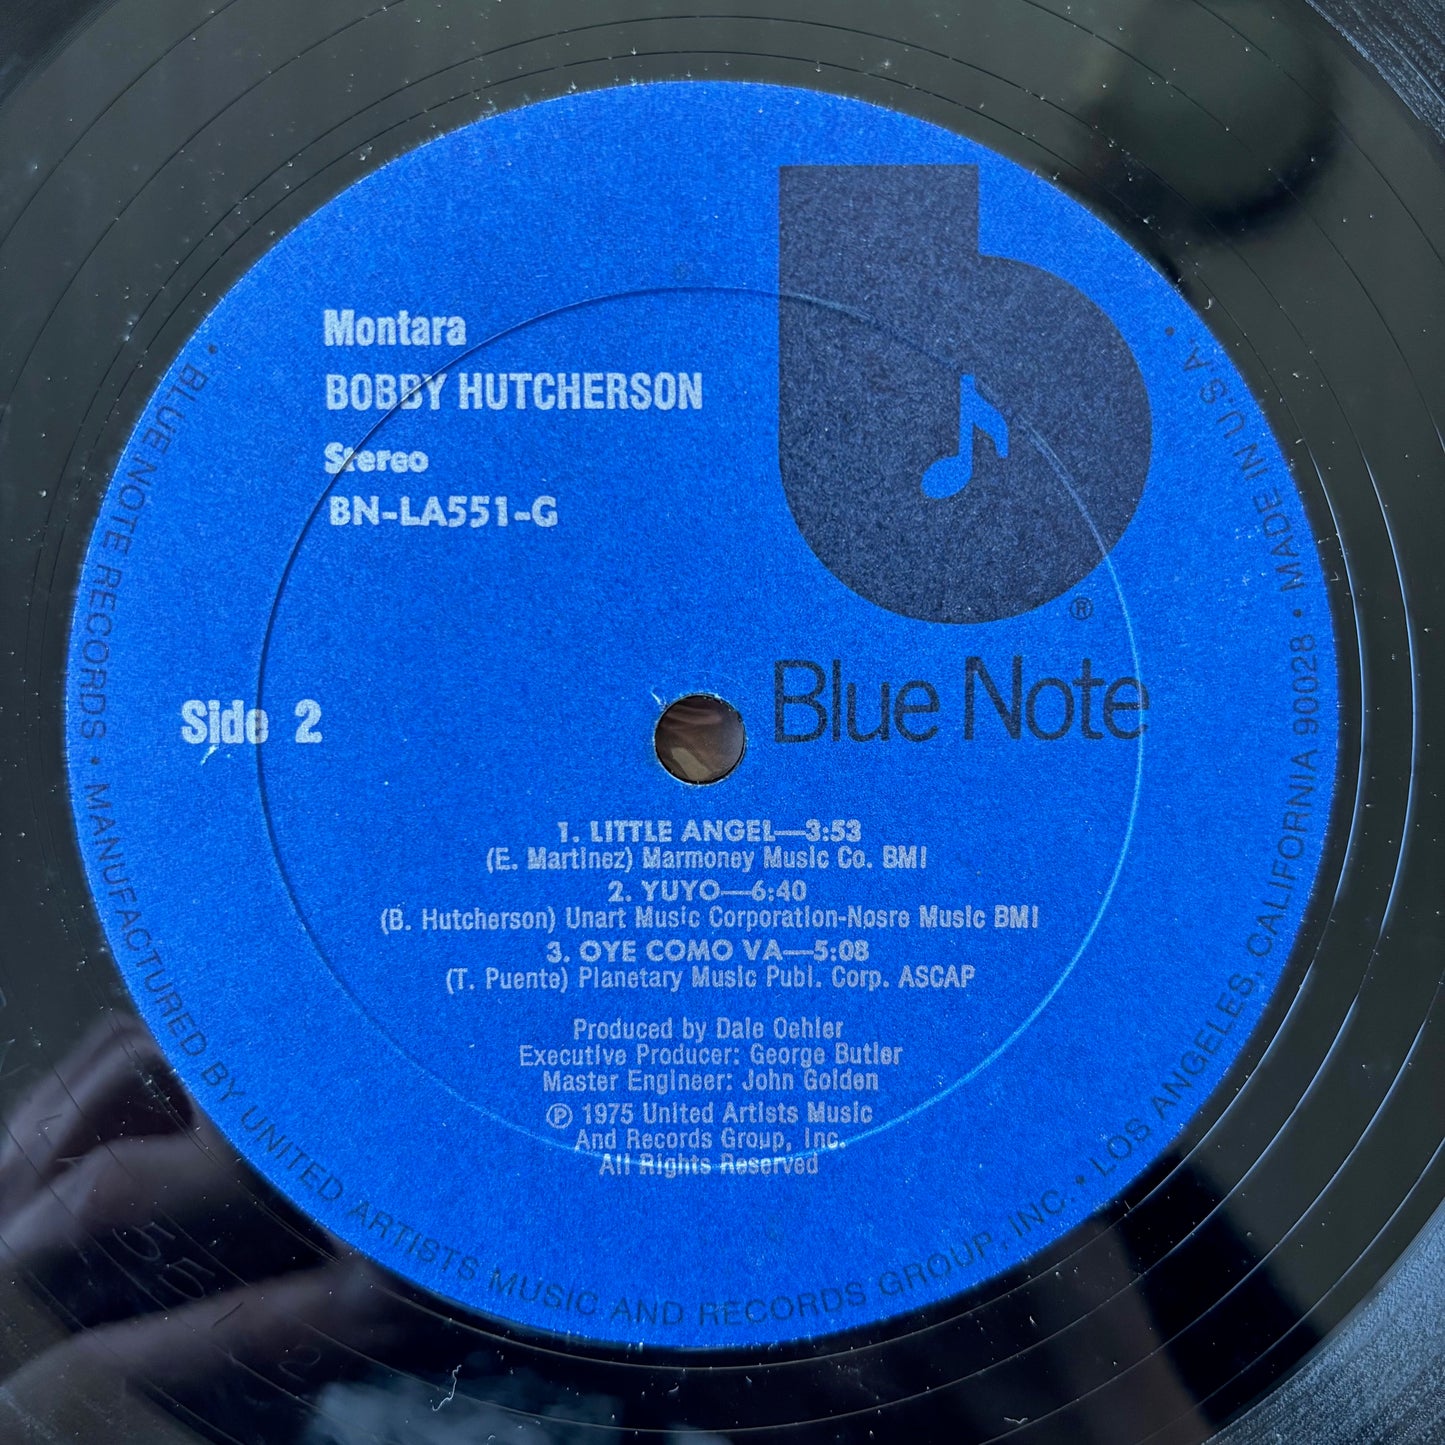 Montara
BOBBY HUTCHERSON
Stereo
BN-LA551-G
®
Blue Note
Side 2
1. LITTLE ANGEL—3:53
(E. Martinez) Marmoney Music Co. BMI
2. YUYO—6:40
(B. Hutcherson) Unart Music Corporation-Nosre Music BMI
3. OYE COMO VA—5:08
(T. Puente) Planetary Music Publ. Corp. ASCAP
Produced by Dale Oehler
Executive Producer: George Butler
Master Engineer: John Golden
℗ 1975 United Artists Music
And Records Group, Inc.
All Rights Reserved
• BLUE NOTE RECORDS • MANUFACTURED BY UNITED ARTISTS MUSIC AND RECORDS GROUP, INC. • LOS ANGELES, CALIFORNIA 90028 • MADE IN U.S.A. •